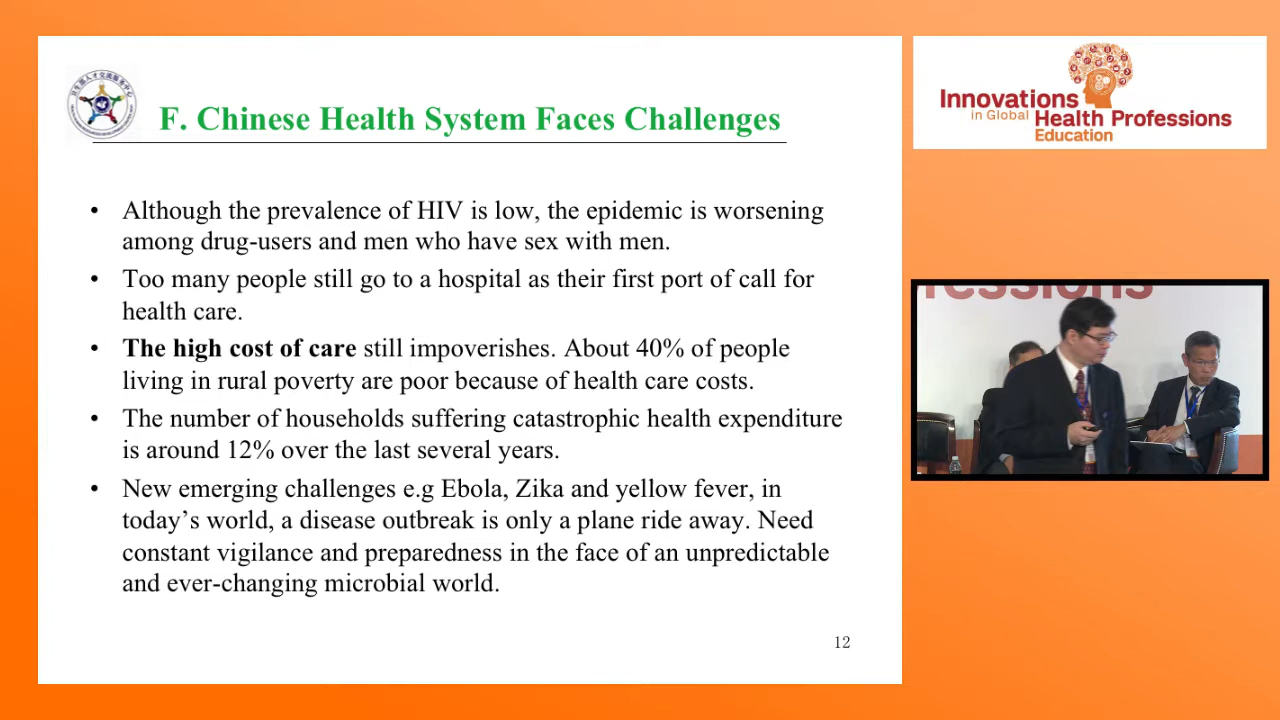 F. Chinese Health System Faces Challenges
• Although the prevalence of HIV is low, the epidemic is worsening
among drug-users and men who have sex with men.
• Too many people still go to a hospital as their first port of call for
health care.
• The high cost of care still impoverishes. About 40% of people
living in rural poverty are poor because of health care costs.
• The number of households suffering catastrophic health expenditure
is around 12% over the last several years.
• New emerging challenges e.g Ebola, Zika and yellow fever, in
today’s world, a disease outbreak is only a plane ride away. Need
constant vigilance and preparedness in the face of an unpredictable
and ever-changing microbial world.
12
Innovations
in Global Health Professions
Education